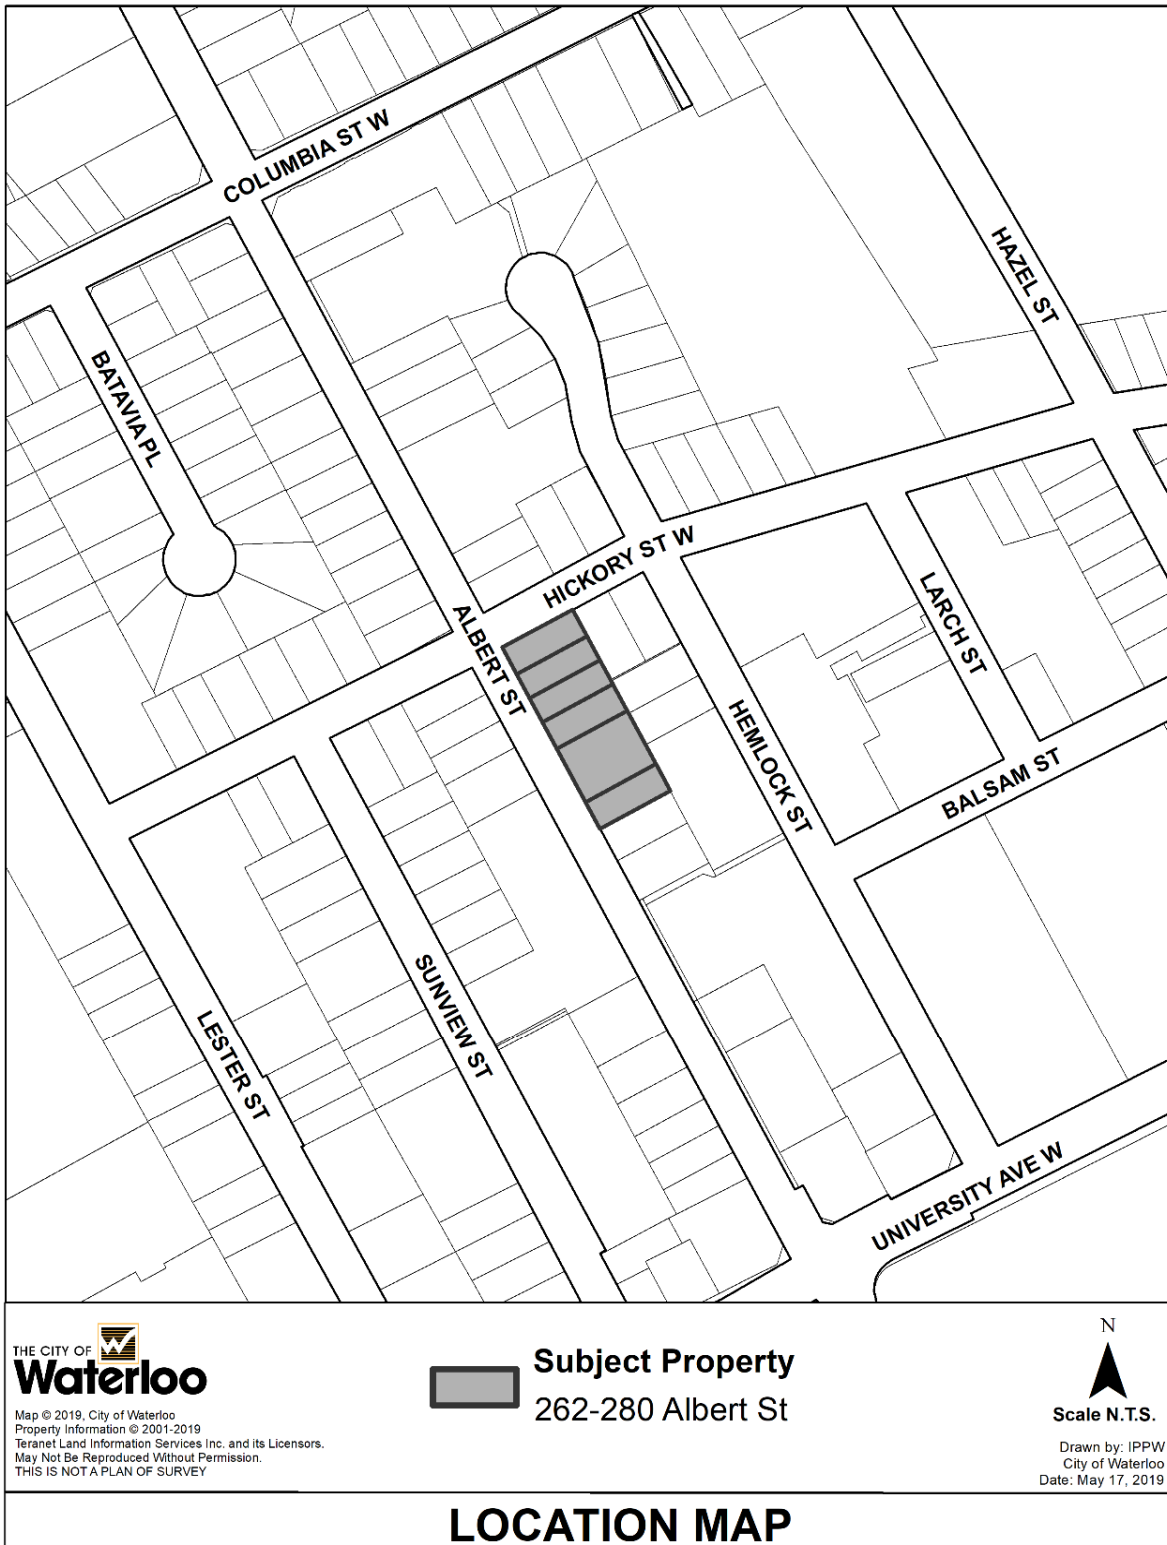 COLUMBIA ST W
HAZEL ST
BATAVIA PL
HICKORY ST W
ALBERT ST
LARCH ST
HEMLOCK ST
BALSAM ST
SUNVIEW ST
LESTER ST
UNIVERSITY AVE W
THE CITY OF
Waterloo
Map © 2019, City of Waterloo
Property Information © 2001-2019
Teranet Land Information Services Inc. and its Licensors.
May Not Be Reproduced Without Permission.
THIS IS NOT A PLAN OF SURVEY
Subject Property
262-280 Albert St
N
Scale N.T.S.
Drawn by: IPPW
City of Waterloo
Date: May 17, 2019
LOCATION MAP